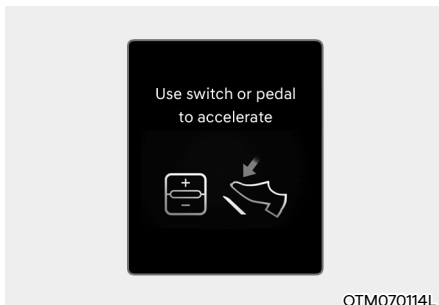 Use switch or pedal
to accelerate
+
−
OTM070114L